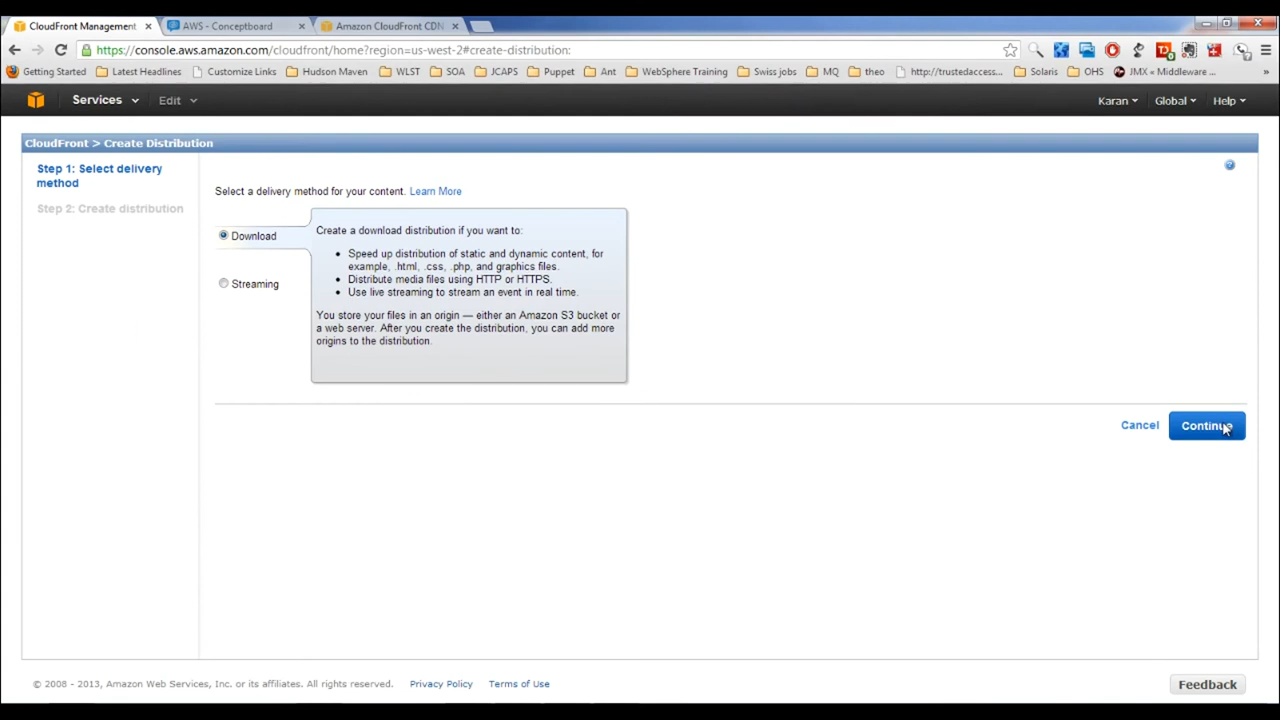 CloudFront Management
AWS - Conceptboard
Amazon CloudFront CDN
https://console.aws.amazon.com/cloudfront/home?region=us-west-2#create-distribution:
Getting Started
Latest Headlines
Customize Links
Hudson Maven
WLST
SOA
JCAPS
Puppet
Ant
WebSphere Training
Swiss jobs
MQ
theo
http://trustedaccess...
Solaris
OHS
JMX « Middleware ...
»
Services
Edit
Karan
Global
Help
CloudFront > Create Distribution
Step 1: Select delivery
method
Step 2: Create distribution
Select a delivery method for your content. Learn More
Download
Streaming
Create a download distribution if you want to:
• Speed up distribution of static and dynamic content, for
example, .html, .css, .php, and graphics files.
• Distribute media files using HTTP or HTTPS.
• Use live streaming to stream an event in real time.
You store your files in an origin — either an Amazon S3 bucket or
a web server. After you create the distribution, you can add more
origins to the distribution.
Cancel
Continue
© 2008 - 2013, Amazon Web Services, Inc. or its affiliates. All rights reserved.
Privacy Policy
Terms of Use
Feedback